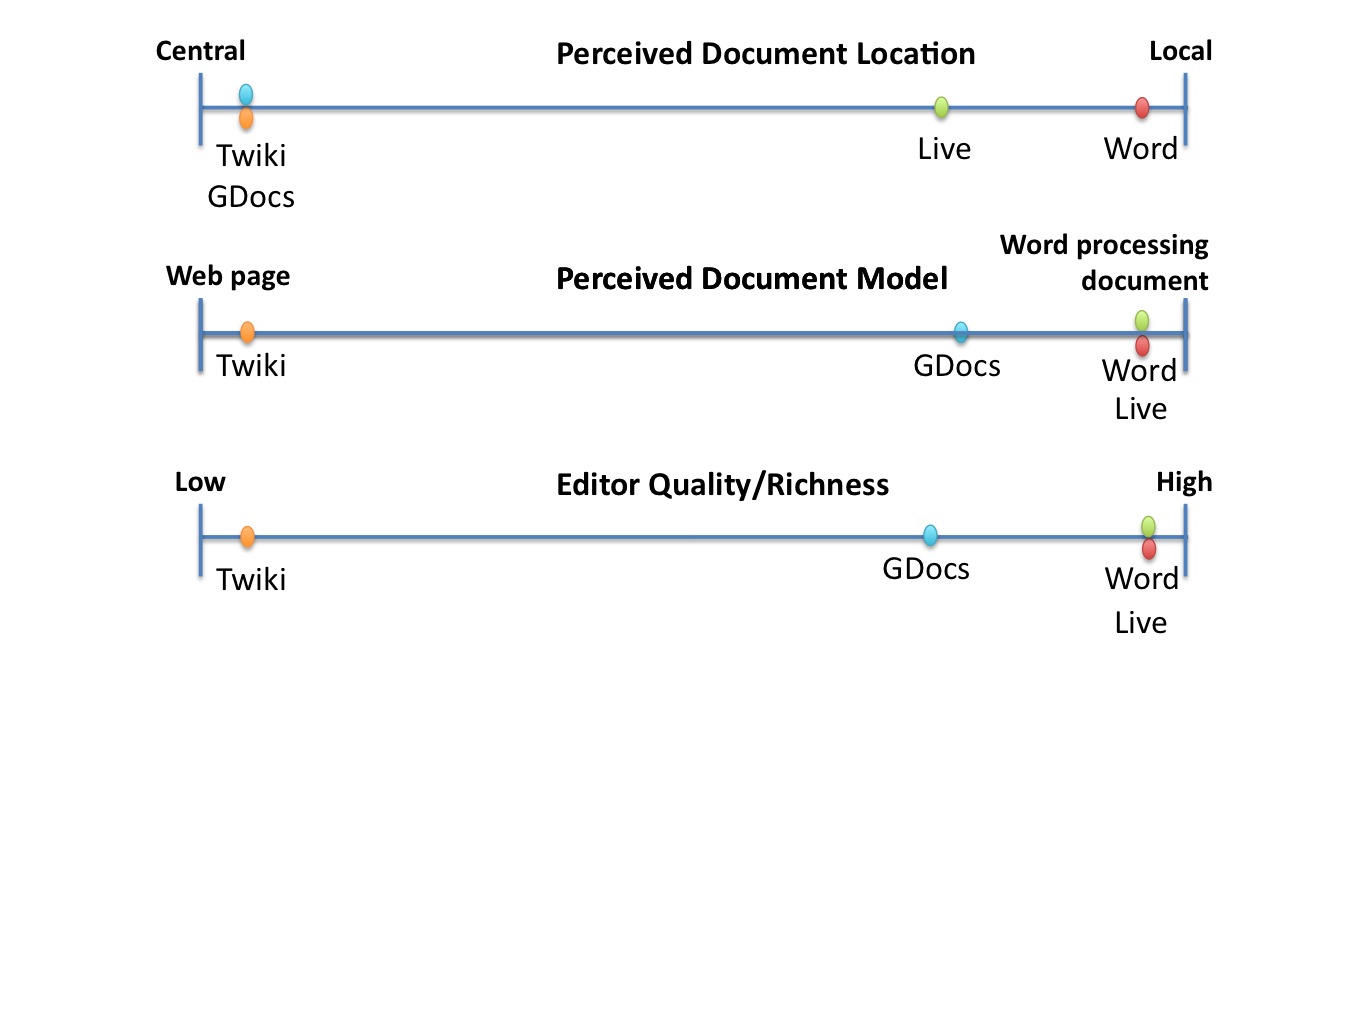 Central
Perceived Document Location
Local
Twiki
GDocs
Live
Word
Web page
Perceived Document Model
Word processing
document
Twiki
GDocs
Word
Live
Low
Editor Quality/Richness
High
Twiki
GDocs
Word
Live